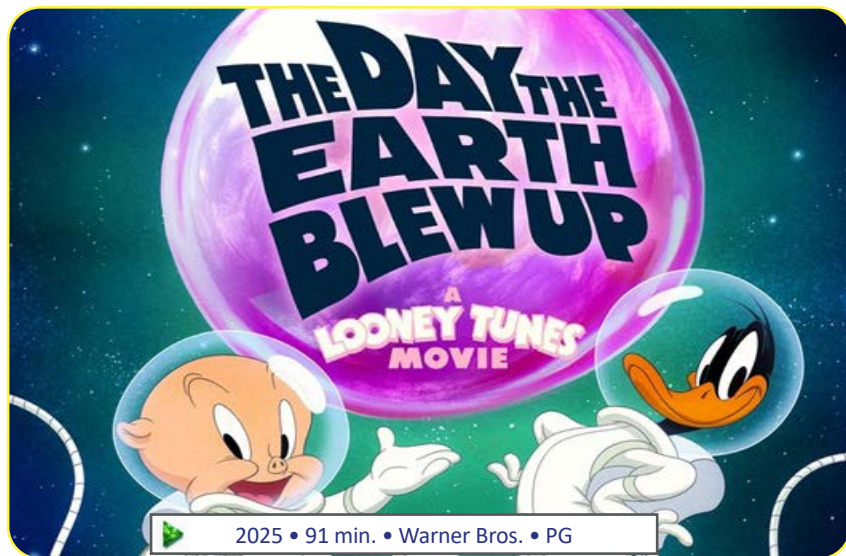 THE DAY THE
EARTH
BLEW UP
A
LOONEY TUNES
MOVIE
2025 • 91 min. • Warner Bros. • PG